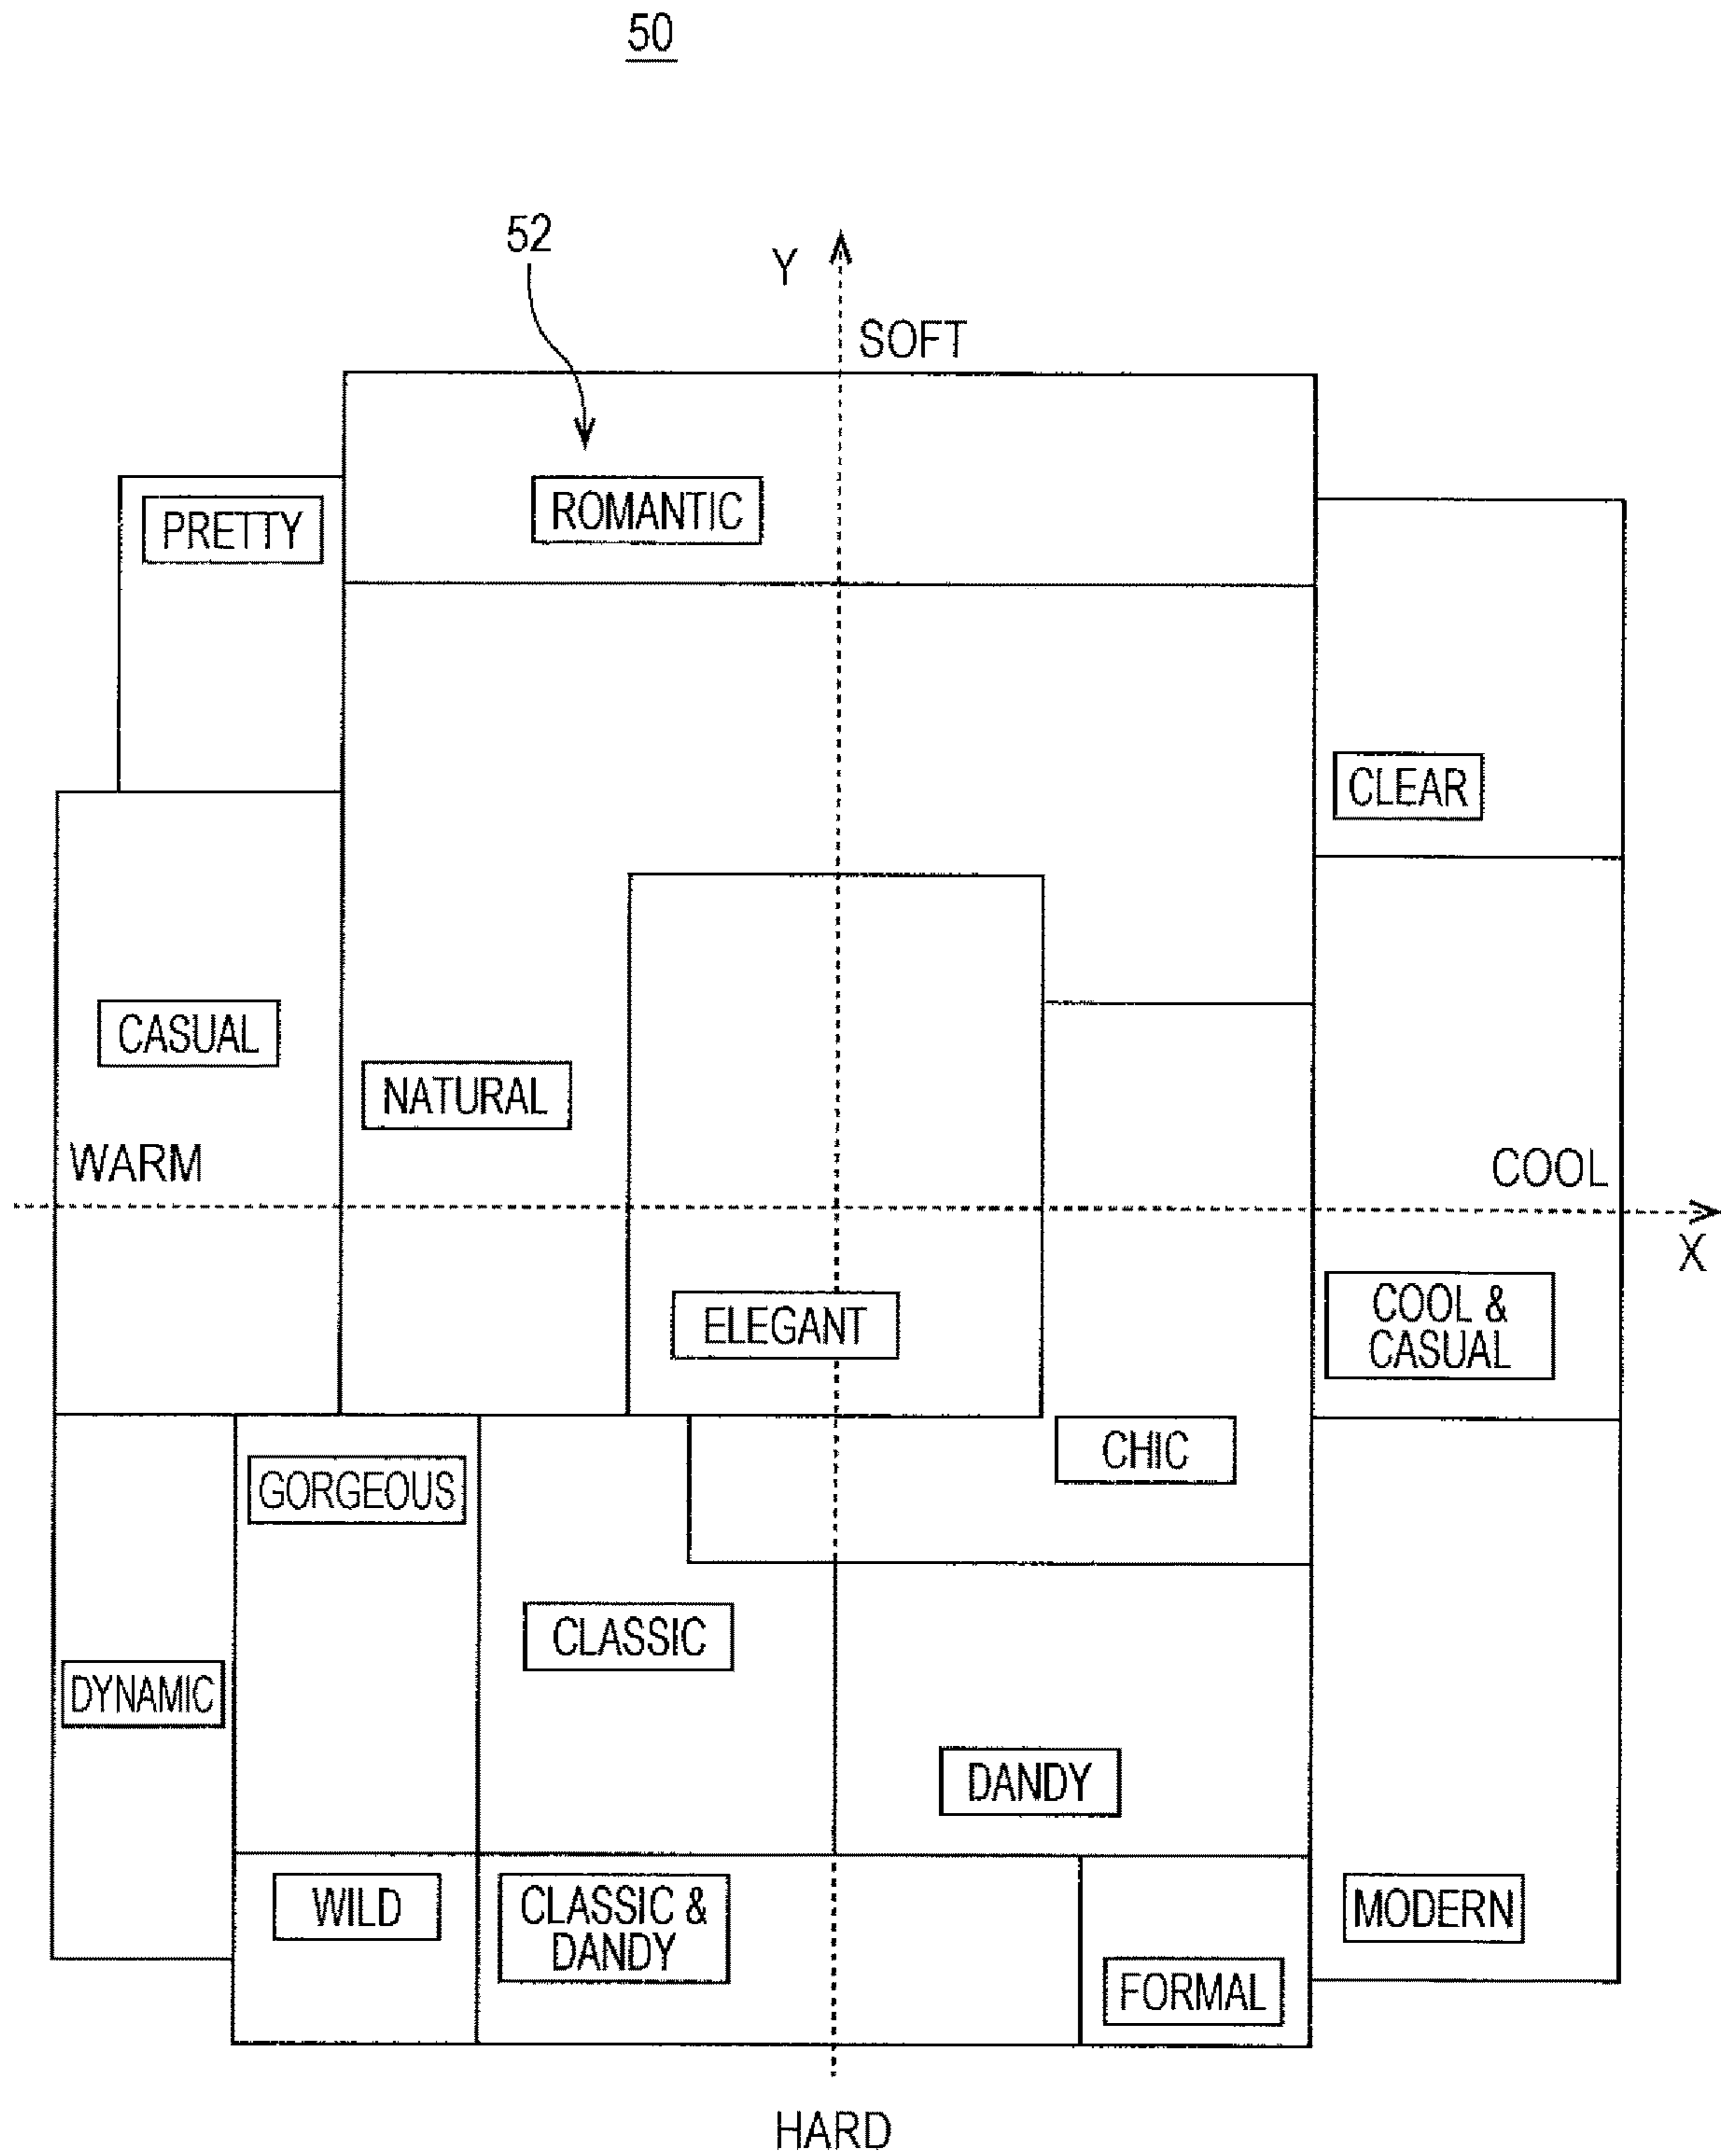 50
52
Y
SOFT
PRETTY
ROMANTIC
CLEAR
CASUAL
NATURAL
WARM
COOL
X
ELEGANT
COOL &
CASUAL
CHIC
GORGEOUS
CLASSIC
DYNAMIC
DANDY
WILD
CLASSIC &
DANDY
MODERN
FORMAL
HARD